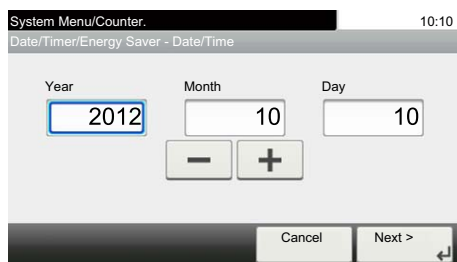 System Menu/Counter. 10:10
Date/Timer/Energy Saver - Date/Time
Year Month Day
2012 10 10
− +
Cancel Next >